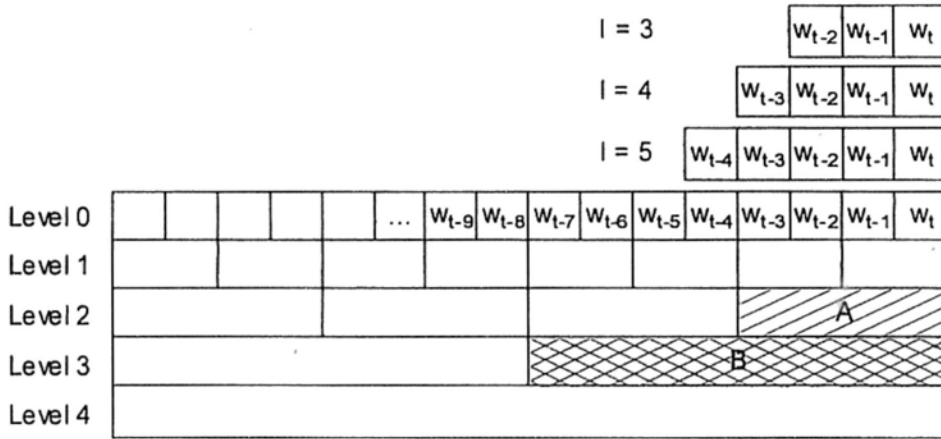 l = 3 w_{t-2} w_{t-1} w_t
l = 4 w_{t-3} w_{t-2} w_{t-1} w_t
l = 5 w_{t-4} w_{t-3} w_{t-2} w_{t-1} w_t
Level 0 ... w_{t-9} w_{t-8} w_{t-7} w_{t-6} w_{t-5} w_{t-4} w_{t-3} w_{t-2} w_{t-1} w_t
Level 1
Level 2 A
Level 3 B
Level 4